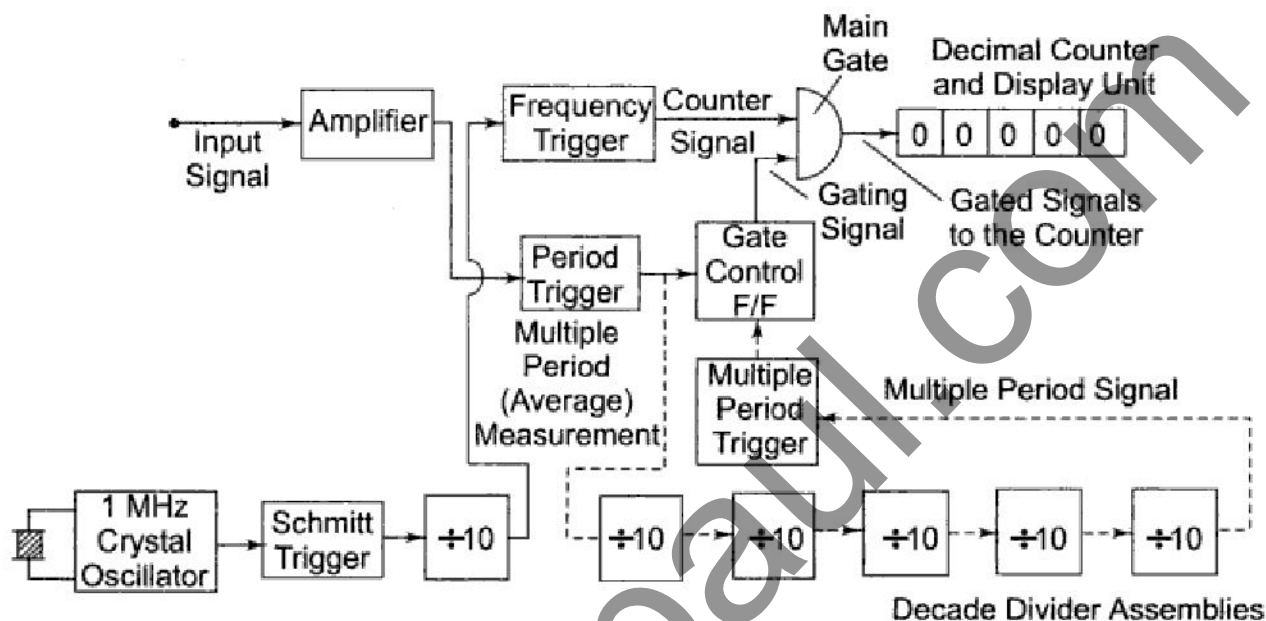 Main
Gate
Decimal Counter
and Display Unit
Input
Signal
Amplifier
Frequency
Trigger
Counter
Signal
0 0 0 0 0
Gating
Signal
Gated Signals
to the Counter
Period
Trigger
Gate
Control
F/F
Multiple
Period
(Average)
Measurement
Multiple
Period
Trigger
Multiple Period Signal
1 MHz
Crystal
Oscillator
Schmitt
Trigger
÷10
÷10
÷10
÷10
÷10
÷10
Decade Divider Assemblies
paul.com